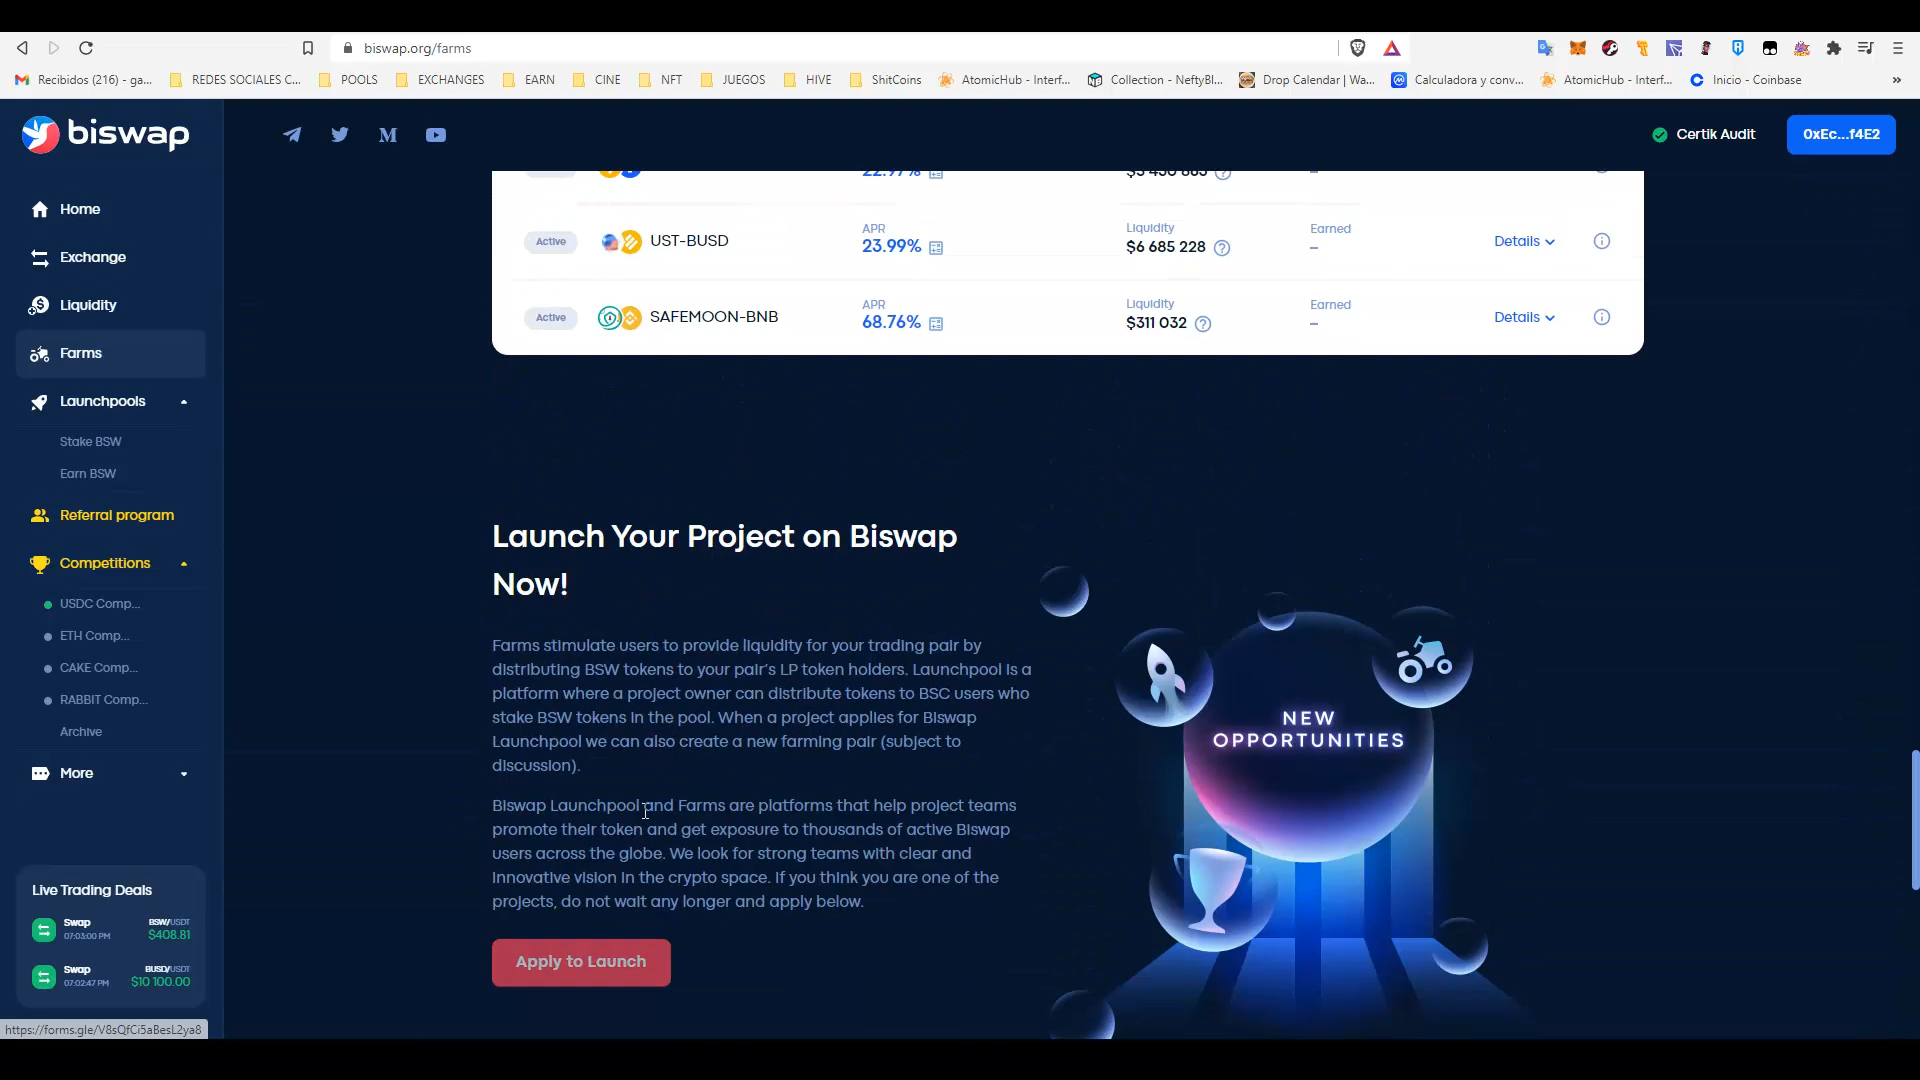 biswap.org/farms
Recibidos (216) - ga...
REDES SOCIALES C...
POOLS
EXCHANGES
EARN
CINE
NFT
JUEGOS
HIVE
ShitCoins
AtomicHub - Interf...
Collection - NeftyBl...
Drop Calendar | Wa...
Calculadora y conv...
AtomicHub - Interf...
Inicio - Coinbase
biswap
Certik Audit
0xEc...f4E2
Home
Exchange
Liquidity
Farms
Launchpools
Stake BSW
Earn BSW
Referral program
Competitions
USDC Comp...
ETH Comp...
CAKE Comp...
RABBIT Comp...
Archive
More
Live Trading Deals
Swap BSW/USDT
07:03:00 PM $408.81
Swap BUSD/USDT
07:02:47 PM $10 100.00
22.97%
Active UST-BUSD APR 23.99% Liquidity $6 685 228 Earned – Details
Active SAFEMOON-BNB APR 68.76% Liquidity $311 032 Earned – Details
Launch Your Project on Biswap
Now!
Farms stimulate users to provide liquidity for your trading pair by
distributing BSW tokens to your pair's LP token holders. Launchpool is a
platform where a project owner can distribute tokens to BSC users who
stake BSW tokens in the pool. When a project applies for Biswap
Launchpool we can also create a new farming pair (subject to
discussion).
Biswap Launchpool and Farms are platforms that help project teams
promote their token and get exposure to thousands of active Biswap
users across the globe. We look for strong teams with clear and
innovative vision in the crypto space. If you think you are one of the
projects, do not wait any longer and apply below.
Apply to Launch
NEW
OPPORTUNITIES
https://forms.gle/V8sQfCi5aBesL2ya8